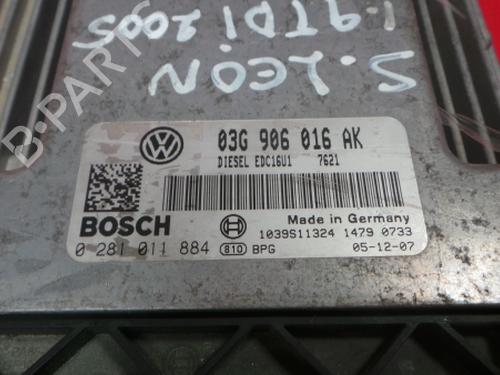 1-9TDi 2005
S.LEON
03G 906 016 AK
DIESEL EDC16U1 7621
BOSCH
Made in Germany
1039S11324 1479 0733
0 281 011 884
810 BPG
05-12-07
B-Parts